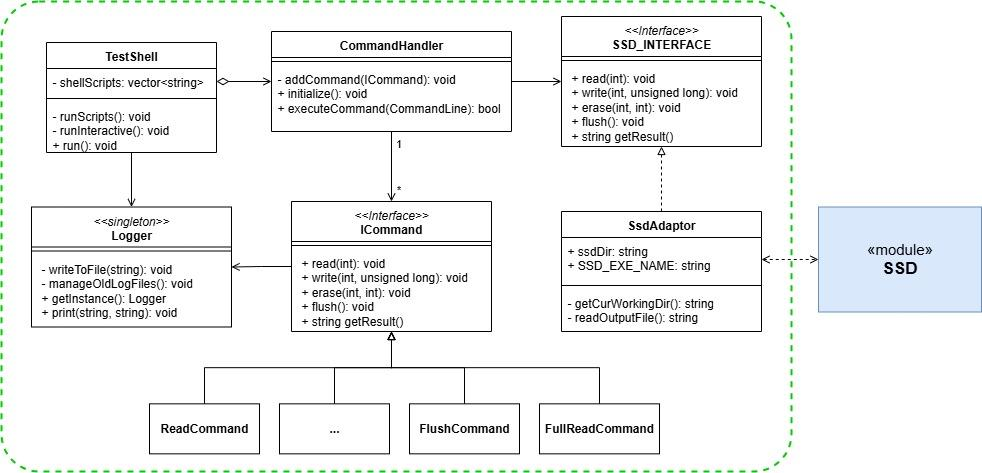 TestShell
- shellScripts: vector<string>
- runScripts(): void
- runInteractive(): void
+ run(): void
CommandHandler
- addCommand(ICommand): void
+ initialize(): void
+ executeCommand(CommandLine): bool
<<Interface>>
SSD_INTERFACE
+ read(int): void
+ write(int, unsigned long): void
+ erase(int, int): void
+ flush(): void
+ string getResult()
1
*
<<singleton>>
Logger
- writeToFile(string): void
- manageOldLogFiles(): void
+ getInstance(): Logger
+ print(string, string): void
<<Interface>>
ICommand
+ read(int): void
+ write(int, unsigned long): void
+ erase(int, int): void
+ flush(): void
+ string getResult()
SsdAdaptor
+ ssdDir: string
+ SSD_EXE_NAME: string
- getCurWorkingDir(): string
- readOutputFile(): string
«module»
SSD
ReadCommand
...
FlushCommand
FullReadCommand